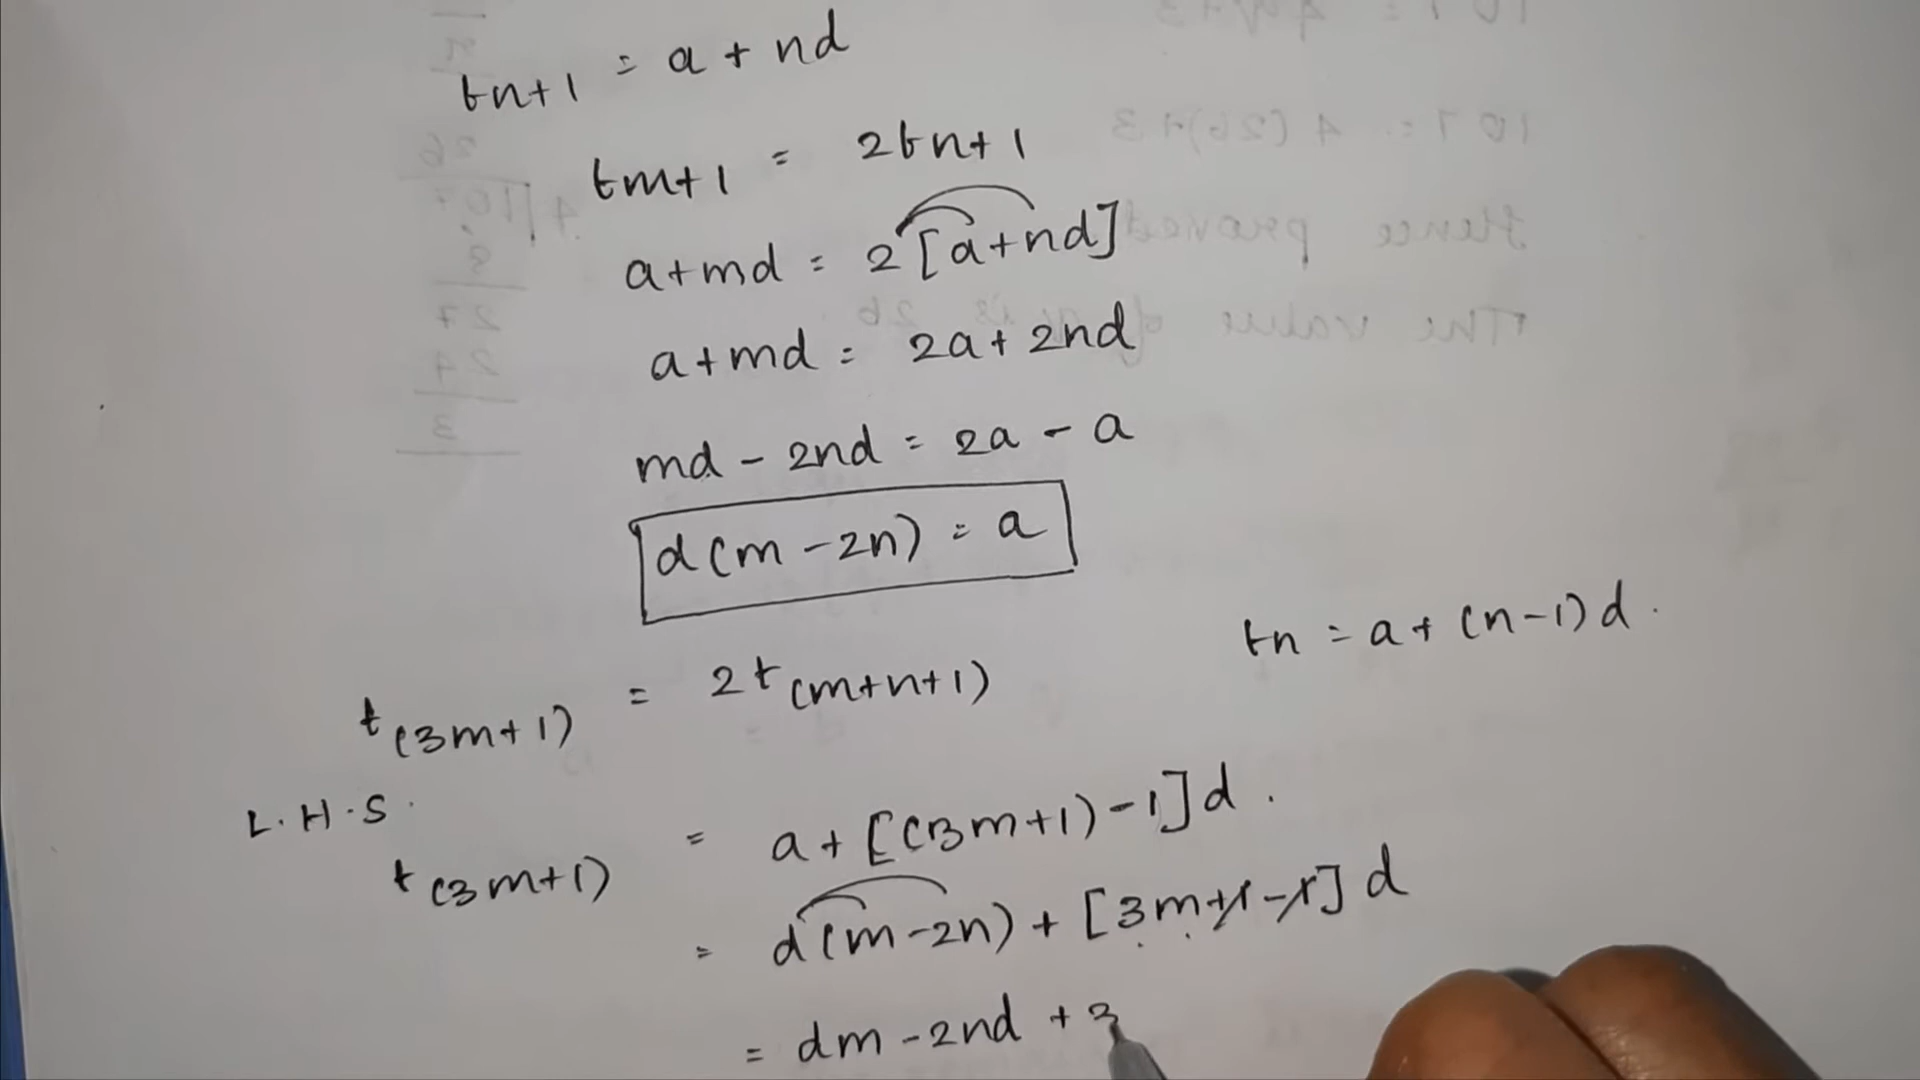 tn+1 = a + nd
tm+1 = 2tn+1
a+md = 2[a+nd]
a+md = 2a+2nd
md - 2nd = 2a - a
d(m-2n) = a
tn = a+(n-1)d.
t(3m+1) = 2t(m+n+1)
L.H.S.
t(3m+1) = a+[(3m+1)-1]d.
= d(m-2n)+[3m+1-1]d
= dm-2nd + 3